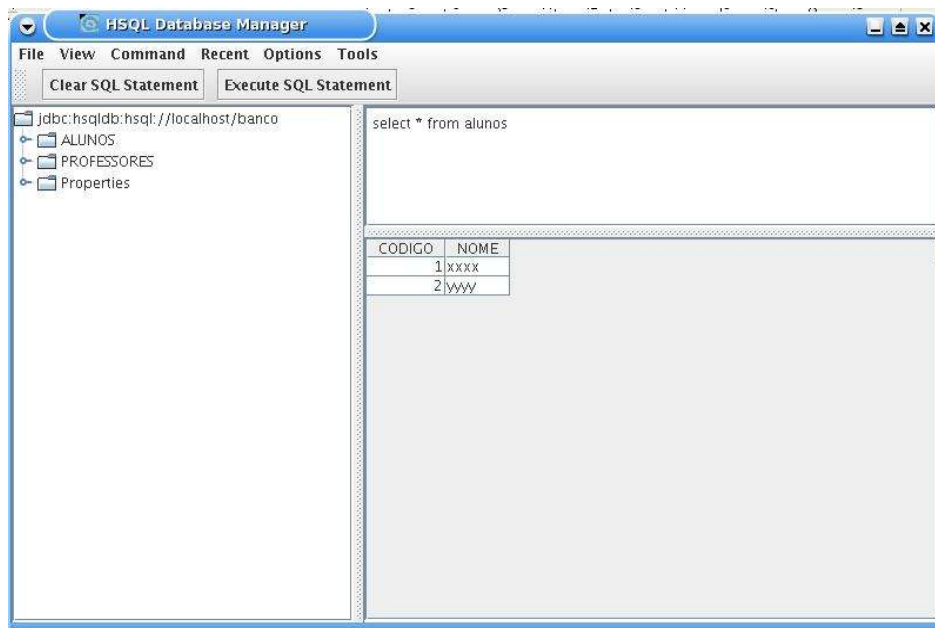 HSQL Database Manager
File View Command Recent Options Tools
Clear SQL Statement Execute SQL Statement
jdbc:hsqldb:hsql://localhost/banco
ALUNOS
PROFESSORES
Properties
select * from alunos
CODIGO NOME
1 xxxx
2 yyyy